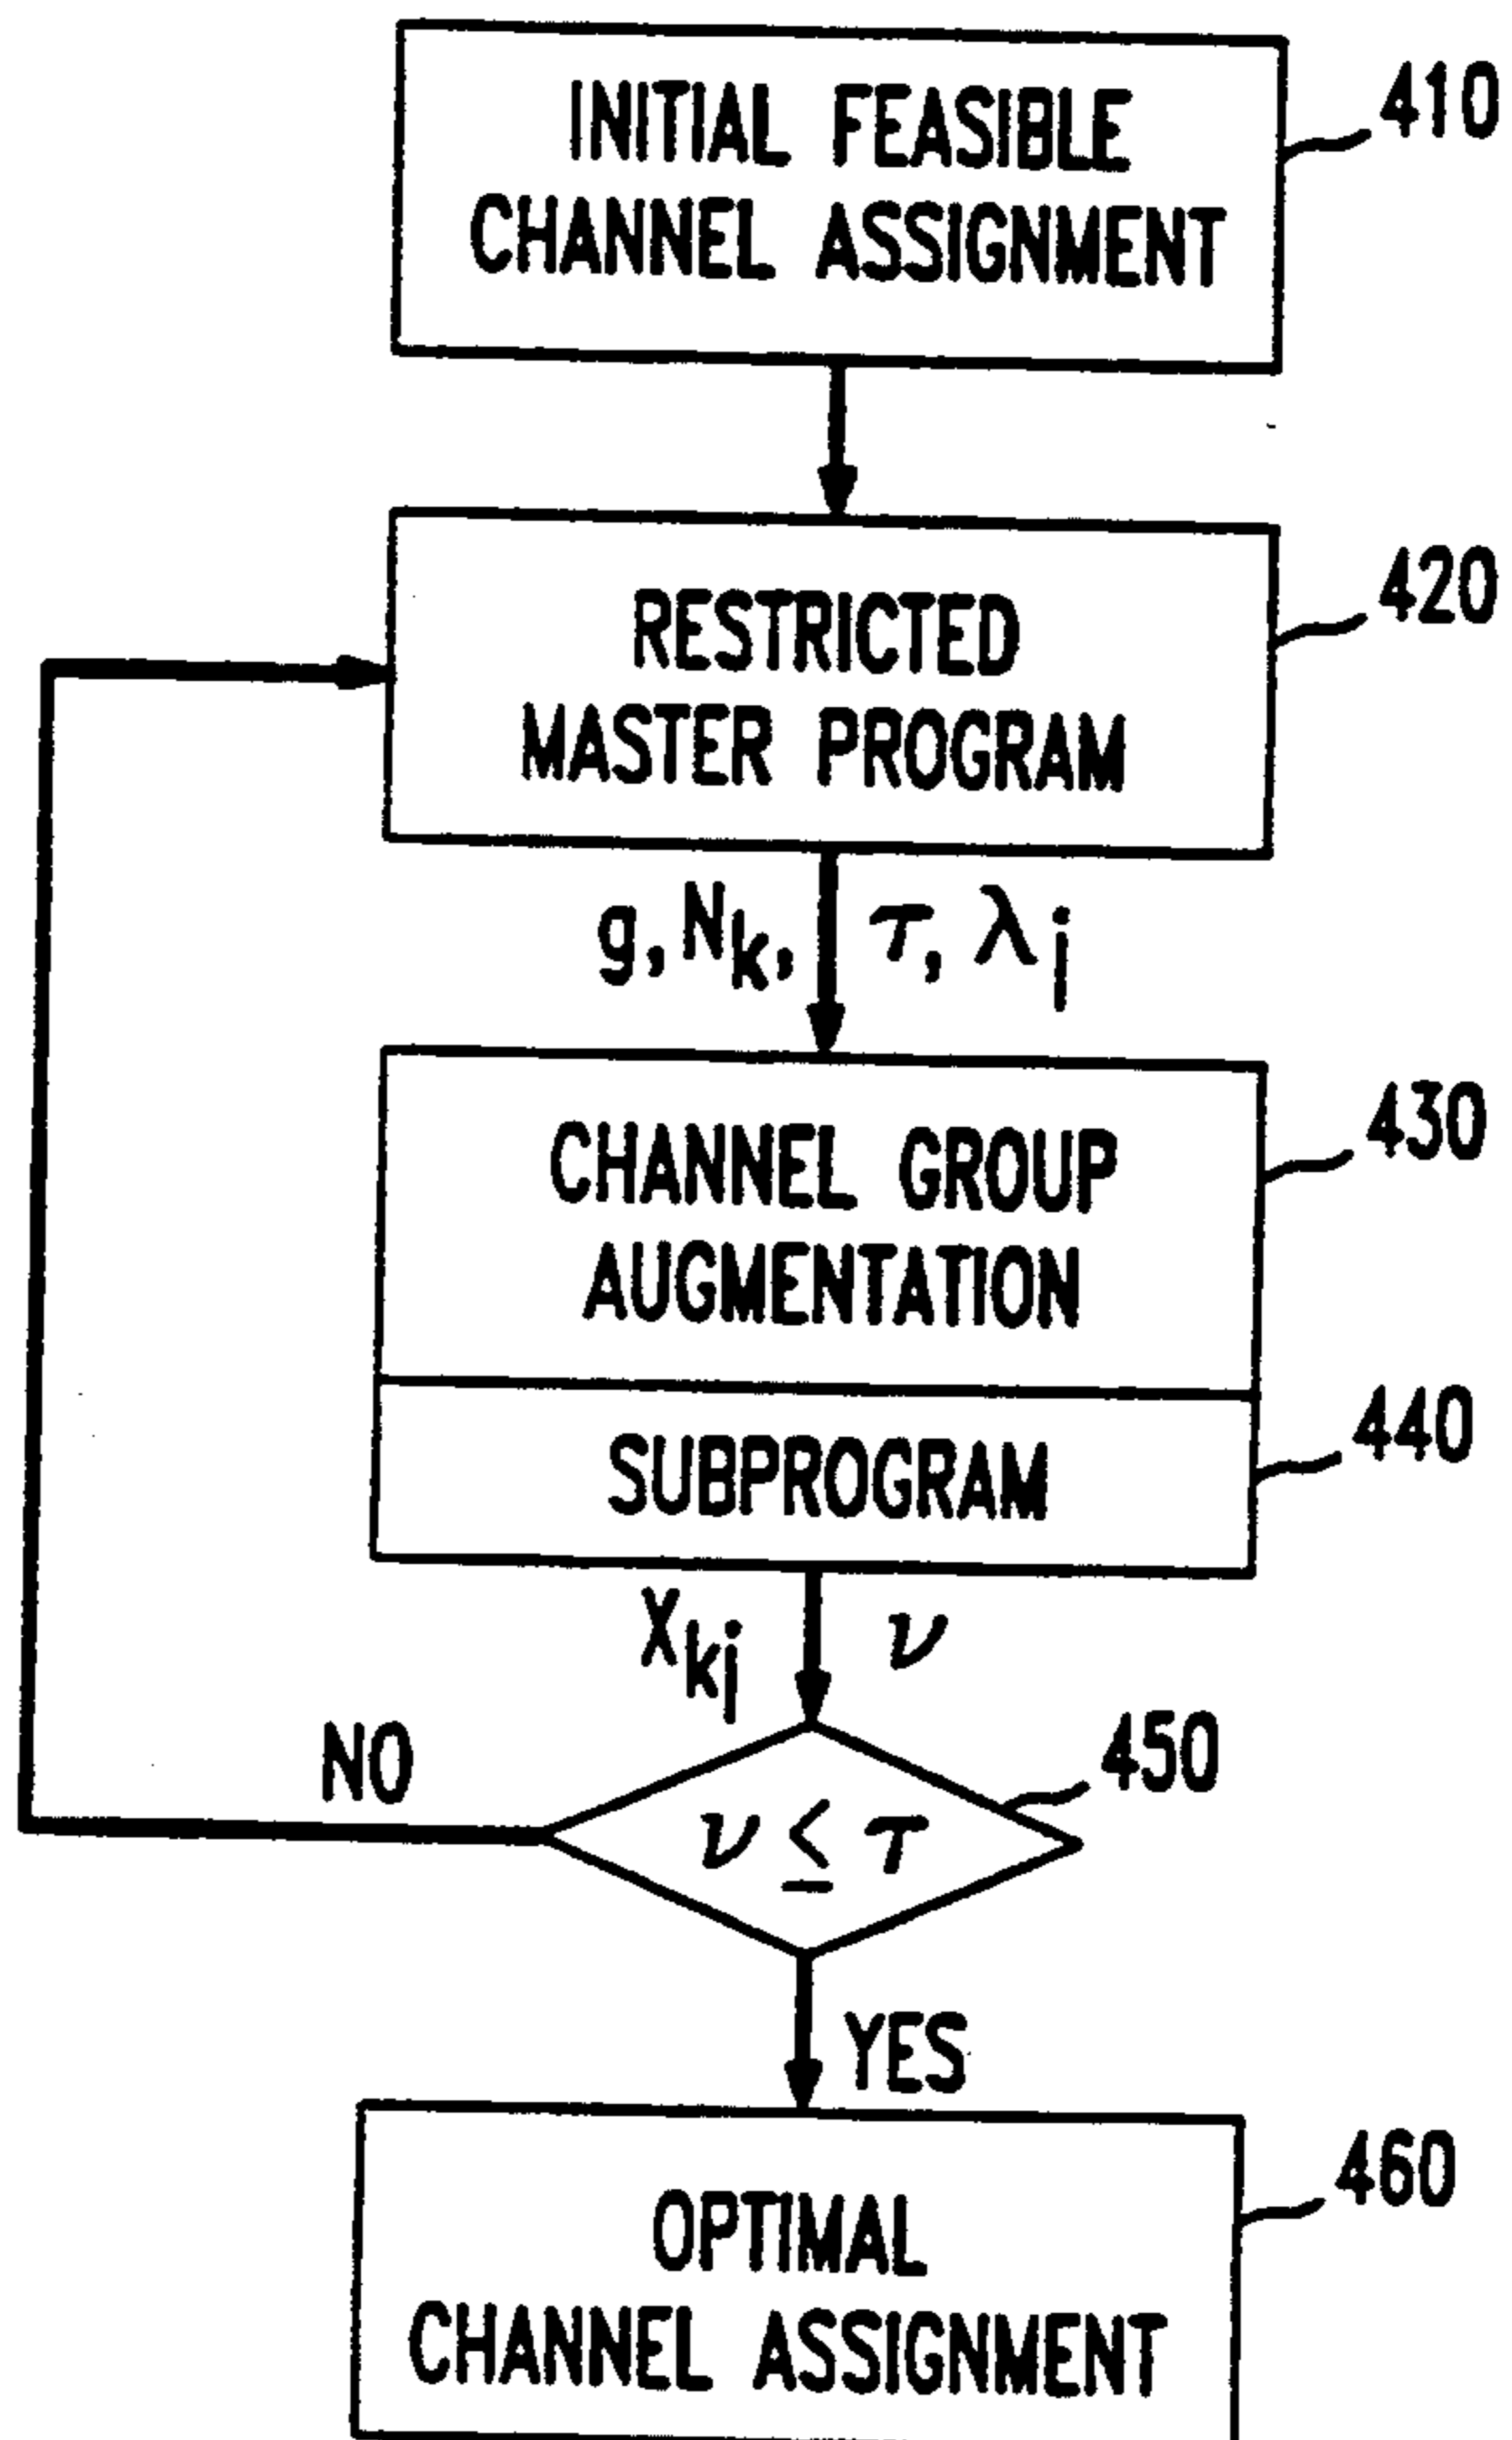 INITIAL FEASIBLE
CHANNEL ASSIGNMENT
410
RESTRICTED
MASTER PROGRAM
420
g, Nk, τ, λj
CHANNEL GROUP
AUGMENTATION
430
SUBPROGRAM
440
Xkj ν
NO
450
ν ≤ τ
YES
OPTIMAL
CHANNEL ASSIGNMENT
460